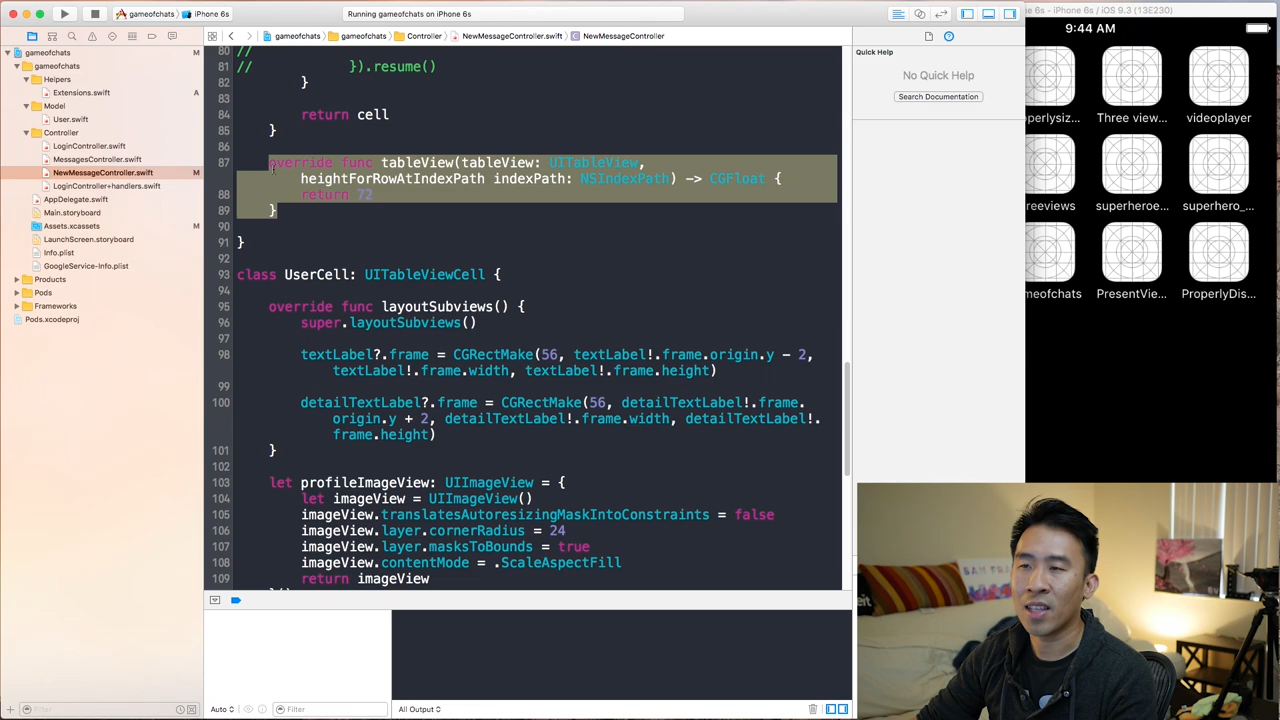 gameofchats
iPhone 6s
Running gameofchats on iPhone 6s
iPhone 6s / iOS 9.3 (13E230)
gameofchats
gameofchats
Controller
NewMessageController.swift
NewMessageController
gameofchats
gameofchats
Helpers
Extensions.swift
A
Model
User.swift
Controller
LoginController.swift
MessagesController.swift
NewMessageController.swift
M
LoginController+handlers.swift
AppDelegate.swift
M
Main.storyboard
Assets.xcassets
M
LaunchScreen.storyboard
Info.plist
GoogleService-Info.plist
Products
Pods
Frameworks
Pods.xcodeproj
Filter
80 //
81 // }).resume()
82 }
83
84 return cell
85 }
86
87 override func tableView(tableView: UITableView,
heightForRowAtIndexPath indexPath: NSIndexPath) -> CGFloat {
88 return 72
89 }
90
91 }
92
93 class UserCell: UITableViewCell {
94
95 override func layoutSubviews() {
96 super.layoutSubviews()
97
98 textLabel?.frame = CGRectMake(56, textLabel!.frame.origin.y - 2,
textLabel!.frame.width, textLabel!.frame.height)
99
100 detailTextLabel?.frame = CGRectMake(56, detailTextLabel!.frame.
origin.y + 2, detailTextLabel!.frame.width, detailTextLabel!.
frame.height)
101 }
102
103 let profileImageView: UIImageView = {
104 let imageView = UIImageView()
105 imageView.translatesAutoresizingMaskIntoConstraints = false
106 imageView.layer.cornerRadius = 24
107 imageView.layer.masksToBounds = true
108 imageView.contentMode = .ScaleAspectFill
109 return imageView
Auto
Filter
All Output
Quick Help
No Quick Help
Search Documentation
9:44 AM
Three view...
videoplayer
superheroe...
superhero_...
PresentVie...
ProperlyDis...